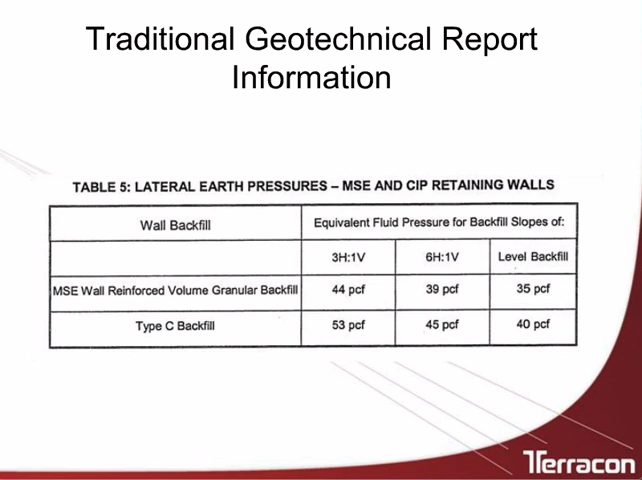 Traditional Geotechnical Report
Information
TABLE 5: LATERAL EARTH PRESSURES – MSE AND CIP RETAINING WALLS
Wall Backfill Equivalent Fluid Pressure for Backfill Slopes of:
3H:1V 6H:1V Level Backfill
MSE Wall Reinforced Volume Granular Backfill 44 pcf 39 pcf 35 pcf
Type C Backfill 53 pcf 45 pcf 40 pcf
Terracon